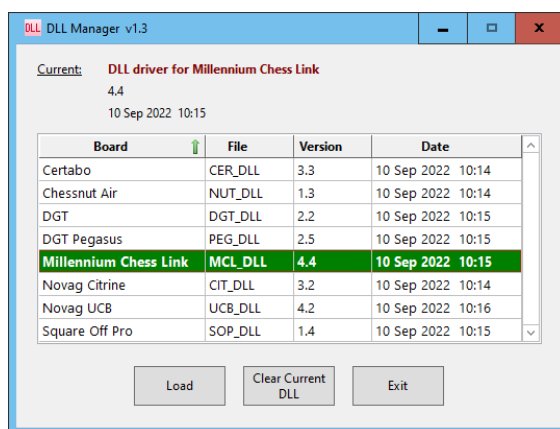 DLL DLL Manager v1.3
Current: DLL driver for Millennium Chess Link
4.4
10 Sep 2022 10:15
Board File Version Date
Certabo CER_DLL 3.3 10 Sep 2022 10:14
Chessnut Air NUT_DLL 1.3 10 Sep 2022 10:14
DGT DGT_DLL 2.2 10 Sep 2022 10:15
DGT Pegasus PEG_DLL 2.5 10 Sep 2022 10:15
Millennium Chess Link MCL_DLL 4.4 10 Sep 2022 10:15
Novag Citrine CIT_DLL 3.2 10 Sep 2022 10:14
Novag UCB UCB_DLL 4.2 10 Sep 2022 10:16
Square Off Pro SOP_DLL 1.4 10 Sep 2022 10:15
Load
Clear Current
DLL
Exit